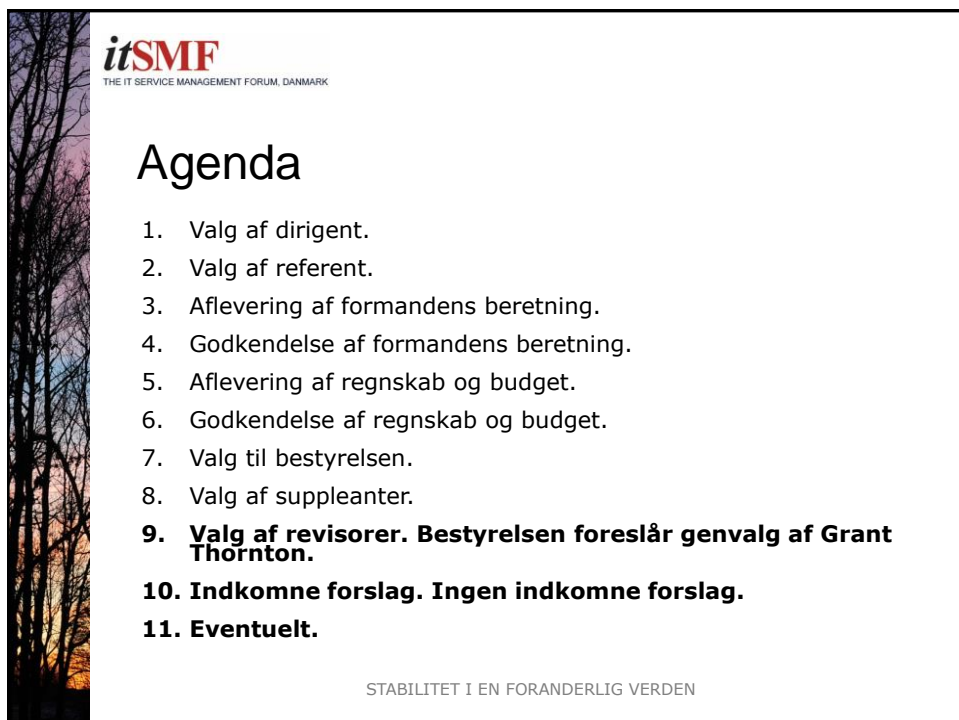 itSMF
THE IT SERVICE MANAGEMENT FORUM, DANMARK
Agenda
1. Valg af dirigent.
2. Valg af referent.
3. Aflevering af formandens beretning.
4. Godkendelse af formandens beretning.
5. Aflevering af regnskab og budget.
6. Godkendelse af regnskab og budget.
7. Valg til bestyrelsen.
8. Valg af suppleanter.
9. Valg af revisorer. Bestyrelsen foreslår genvalg af Grant
Thornton.
10. Indkomne forslag. Ingen indkomne forslag.
11. Eventuelt.
STABILITET I EN FORANDERLIG VERDEN